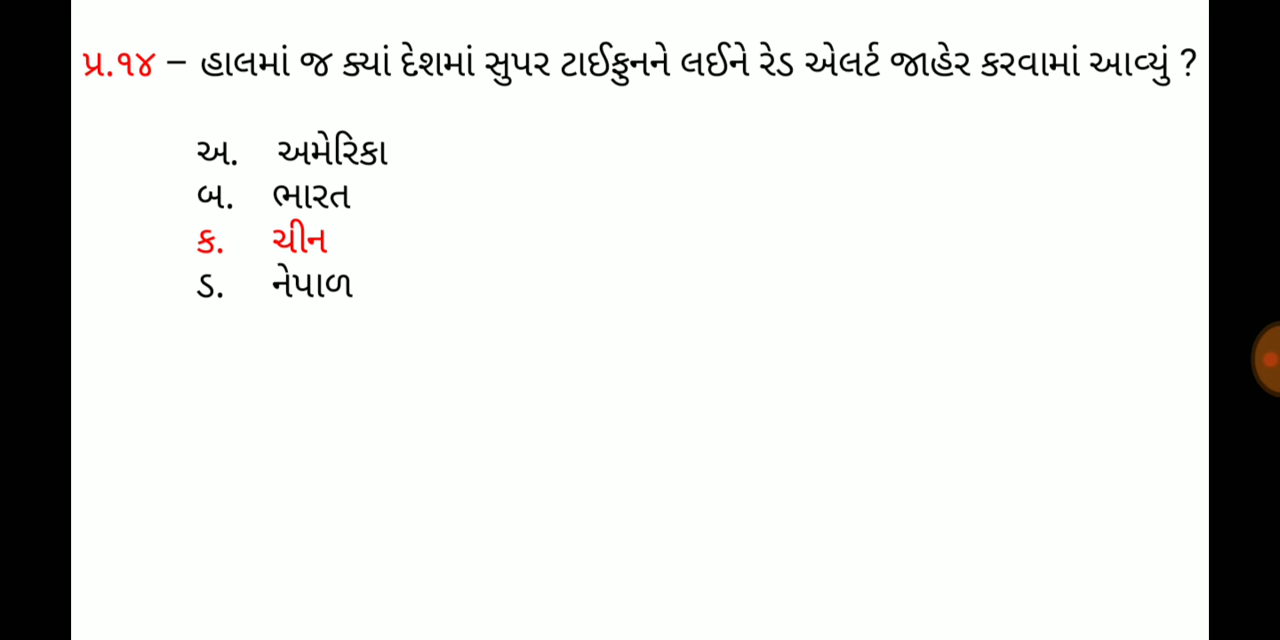 પ્ર.૧૪ – હાલમાં જ ક્યાં દેશમાં સુપર ટાઈફુનને લઈને રેડ એલર્ટ જાહેર કરવામાં આવ્યું ?
અ. અમેરિકા
બ. ભારત
ક. ચીન
ડ. નેપાળ